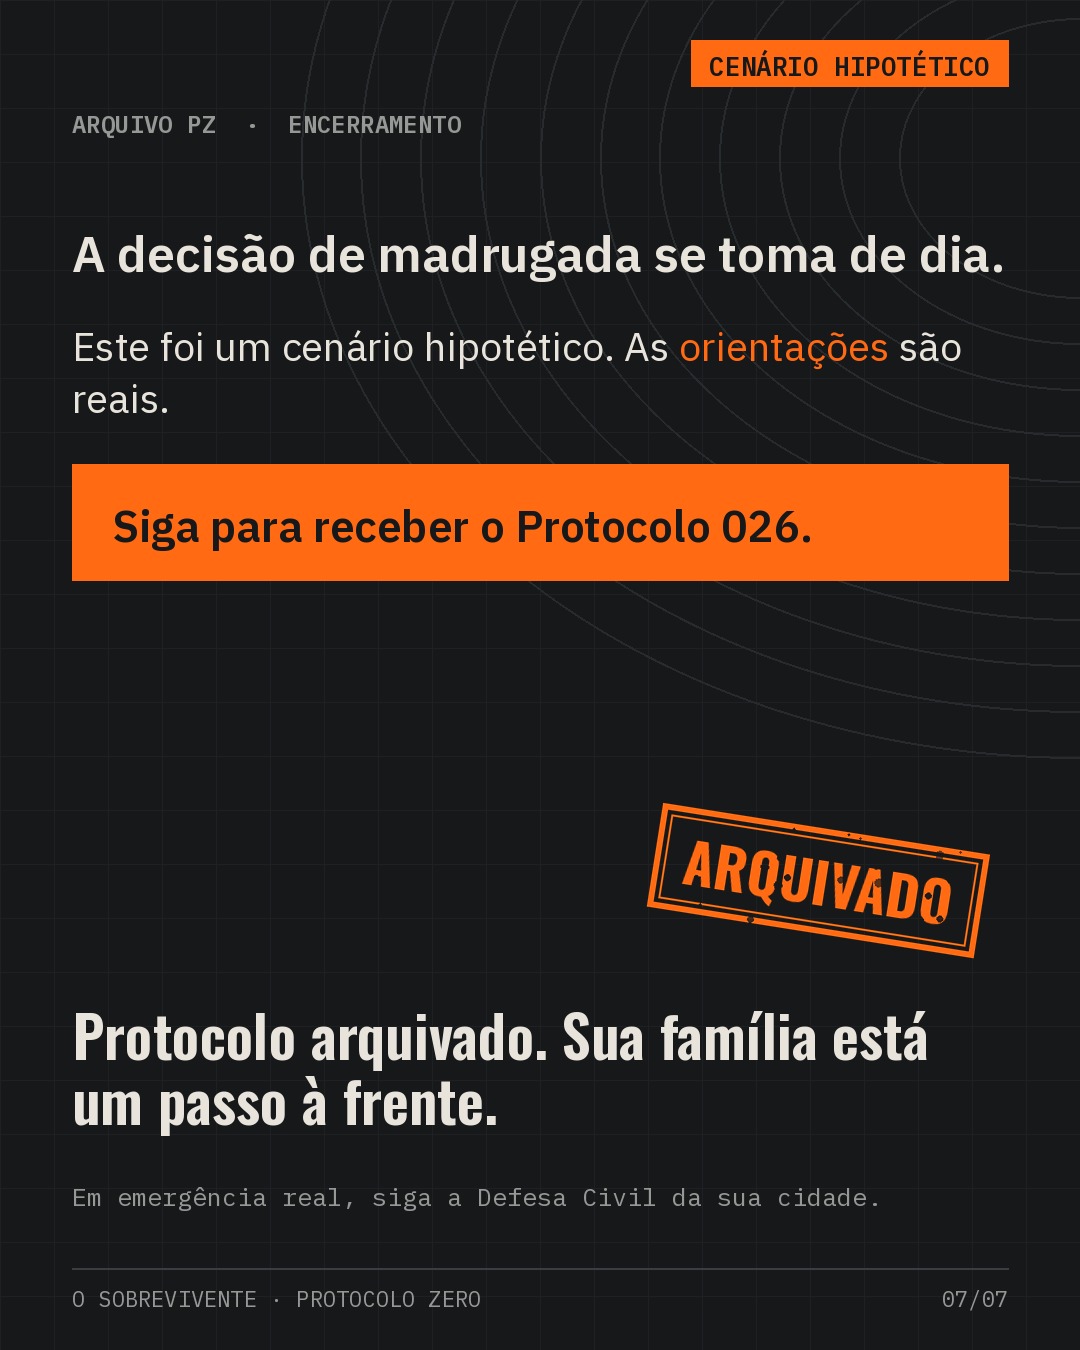 CENÁRIO HIPOTÉTICO
ARQUIVO PZ · ENCERRAMENTO
A decisão de madrugada se toma de dia.
Este foi um cenário hipotético. As orientações são
reais.
Siga para receber o Protocolo 026.
ARQUIVADO
Protocolo arquivado. Sua família está
um passo à frente.
Em emergência real, siga a Defesa Civil da sua cidade.
O SOBREVIVENTE · PROTOCOLO ZERO
07/07